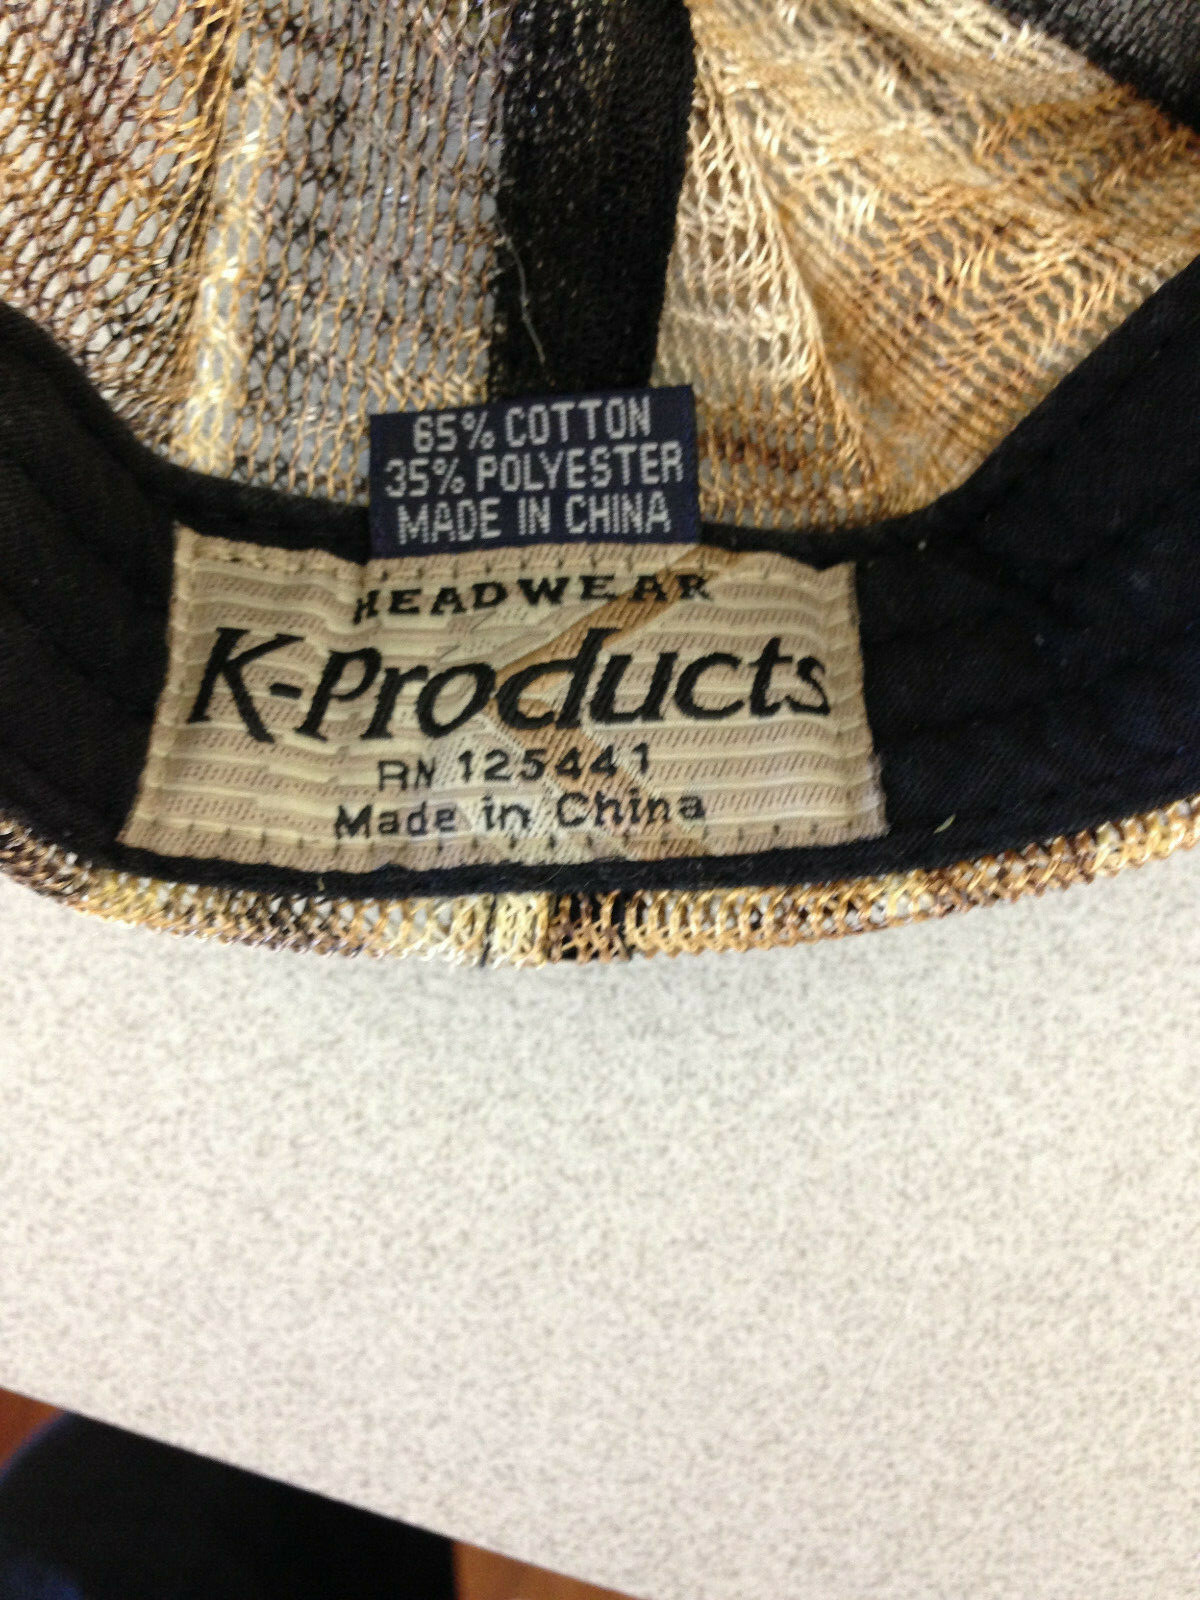 65% COTTON
35% POLYESTER
MADE IN CHINA
HEADWEAR
K-Products
RN 125441
Made in China